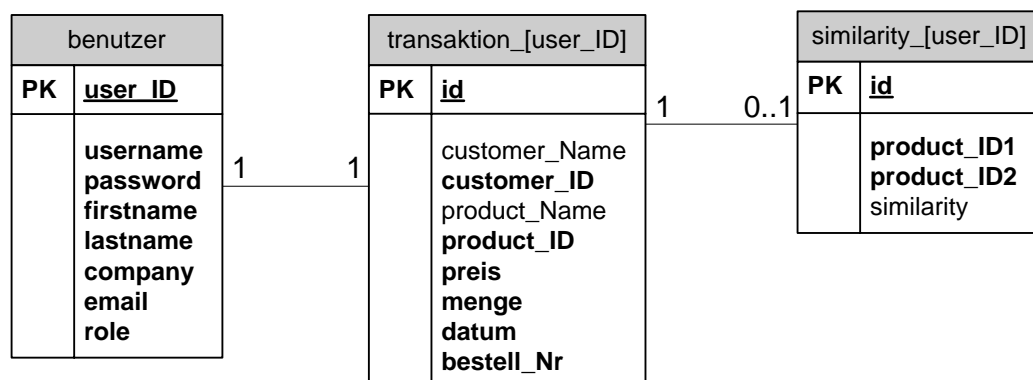 benutzer
PK user_ID
username
password
firstname
lastname
company
email
role
1 1
transaktion_[user_ID]
PK id
customer_Name
customer_ID
product_Name
product_ID
preis
menge
datum
bestell_Nr
1 0..1
similarity_[user_ID]
PK id
product_ID1
product_ID2
similarity